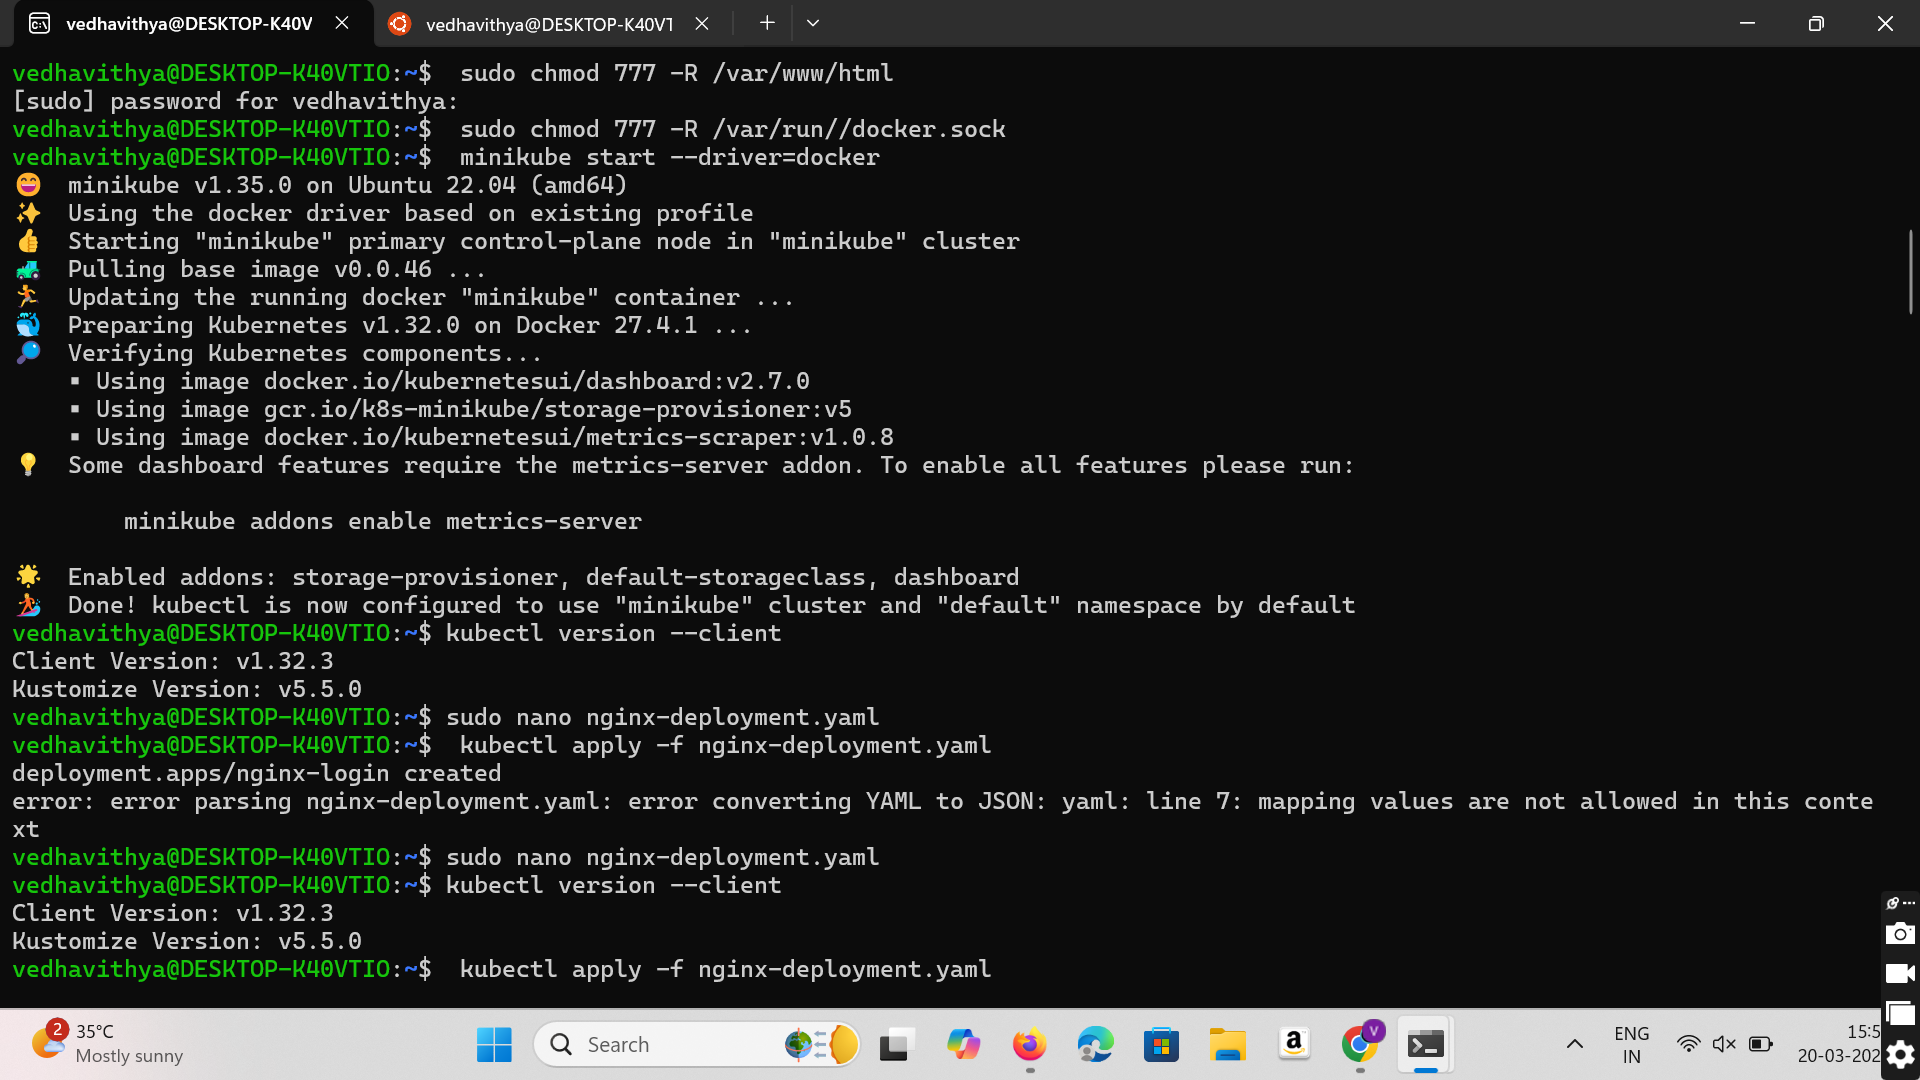 vedhavithya@DESKTOP-K40V
vedhavithya@DESKTOP-K40VT
vedhavithya@DESKTOP-K40VTIO:~$  sudo chmod 777 -R /var/www/html
[sudo] password for vedhavithya:
vedhavithya@DESKTOP-K40VTIO:~$  sudo chmod 777 -R /var/run//docker.sock
vedhavithya@DESKTOP-K40VTIO:~$  minikube start --driver=docker
😄  minikube v1.35.0 on Ubuntu 22.04 (amd64)
✨  Using the docker driver based on existing profile
👍  Starting "minikube" primary control-plane node in "minikube" cluster
🚜  Pulling base image v0.0.46 ...
🏃  Updating the running docker "minikube" container ...
🐳  Preparing Kubernetes v1.32.0 on Docker 27.4.1 ...
🔎  Verifying Kubernetes components...
    ▪ Using image docker.io/kubernetesui/dashboard:v2.7.0
    ▪ Using image gcr.io/k8s-minikube/storage-provisioner:v5
    ▪ Using image docker.io/kubernetesui/metrics-scraper:v1.0.8
💡  Some dashboard features require the metrics-server addon. To enable all features please run:
        minikube addons enable metrics-server
🌟  Enabled addons: storage-provisioner, default-storageclass, dashboard
🏄  Done! kubectl is now configured to use "minikube" cluster and "default" namespace by default
vedhavithya@DESKTOP-K40VTIO:~$ kubectl version --client
Client Version: v1.32.3
Kustomize Version: v5.5.0
vedhavithya@DESKTOP-K40VTIO:~$ sudo nano nginx-deployment.yaml
vedhavithya@DESKTOP-K40VTIO:~$  kubectl apply -f nginx-deployment.yaml
deployment.apps/nginx-login created
error: error parsing nginx-deployment.yaml: error converting YAML to JSON: yaml: line 7: mapping values are not allowed in this conte
xt
vedhavithya@DESKTOP-K40VTIO:~$ sudo nano nginx-deployment.yaml
vedhavithya@DESKTOP-K40VTIO:~$ kubectl version --client
Client Version: v1.32.3
Kustomize Version: v5.5.0
vedhavithya@DESKTOP-K40VTIO:~$  kubectl apply -f nginx-deployment.yaml
2
35°C
Mostly sunny
Search
V
ENG
IN
15:5
20-03-202